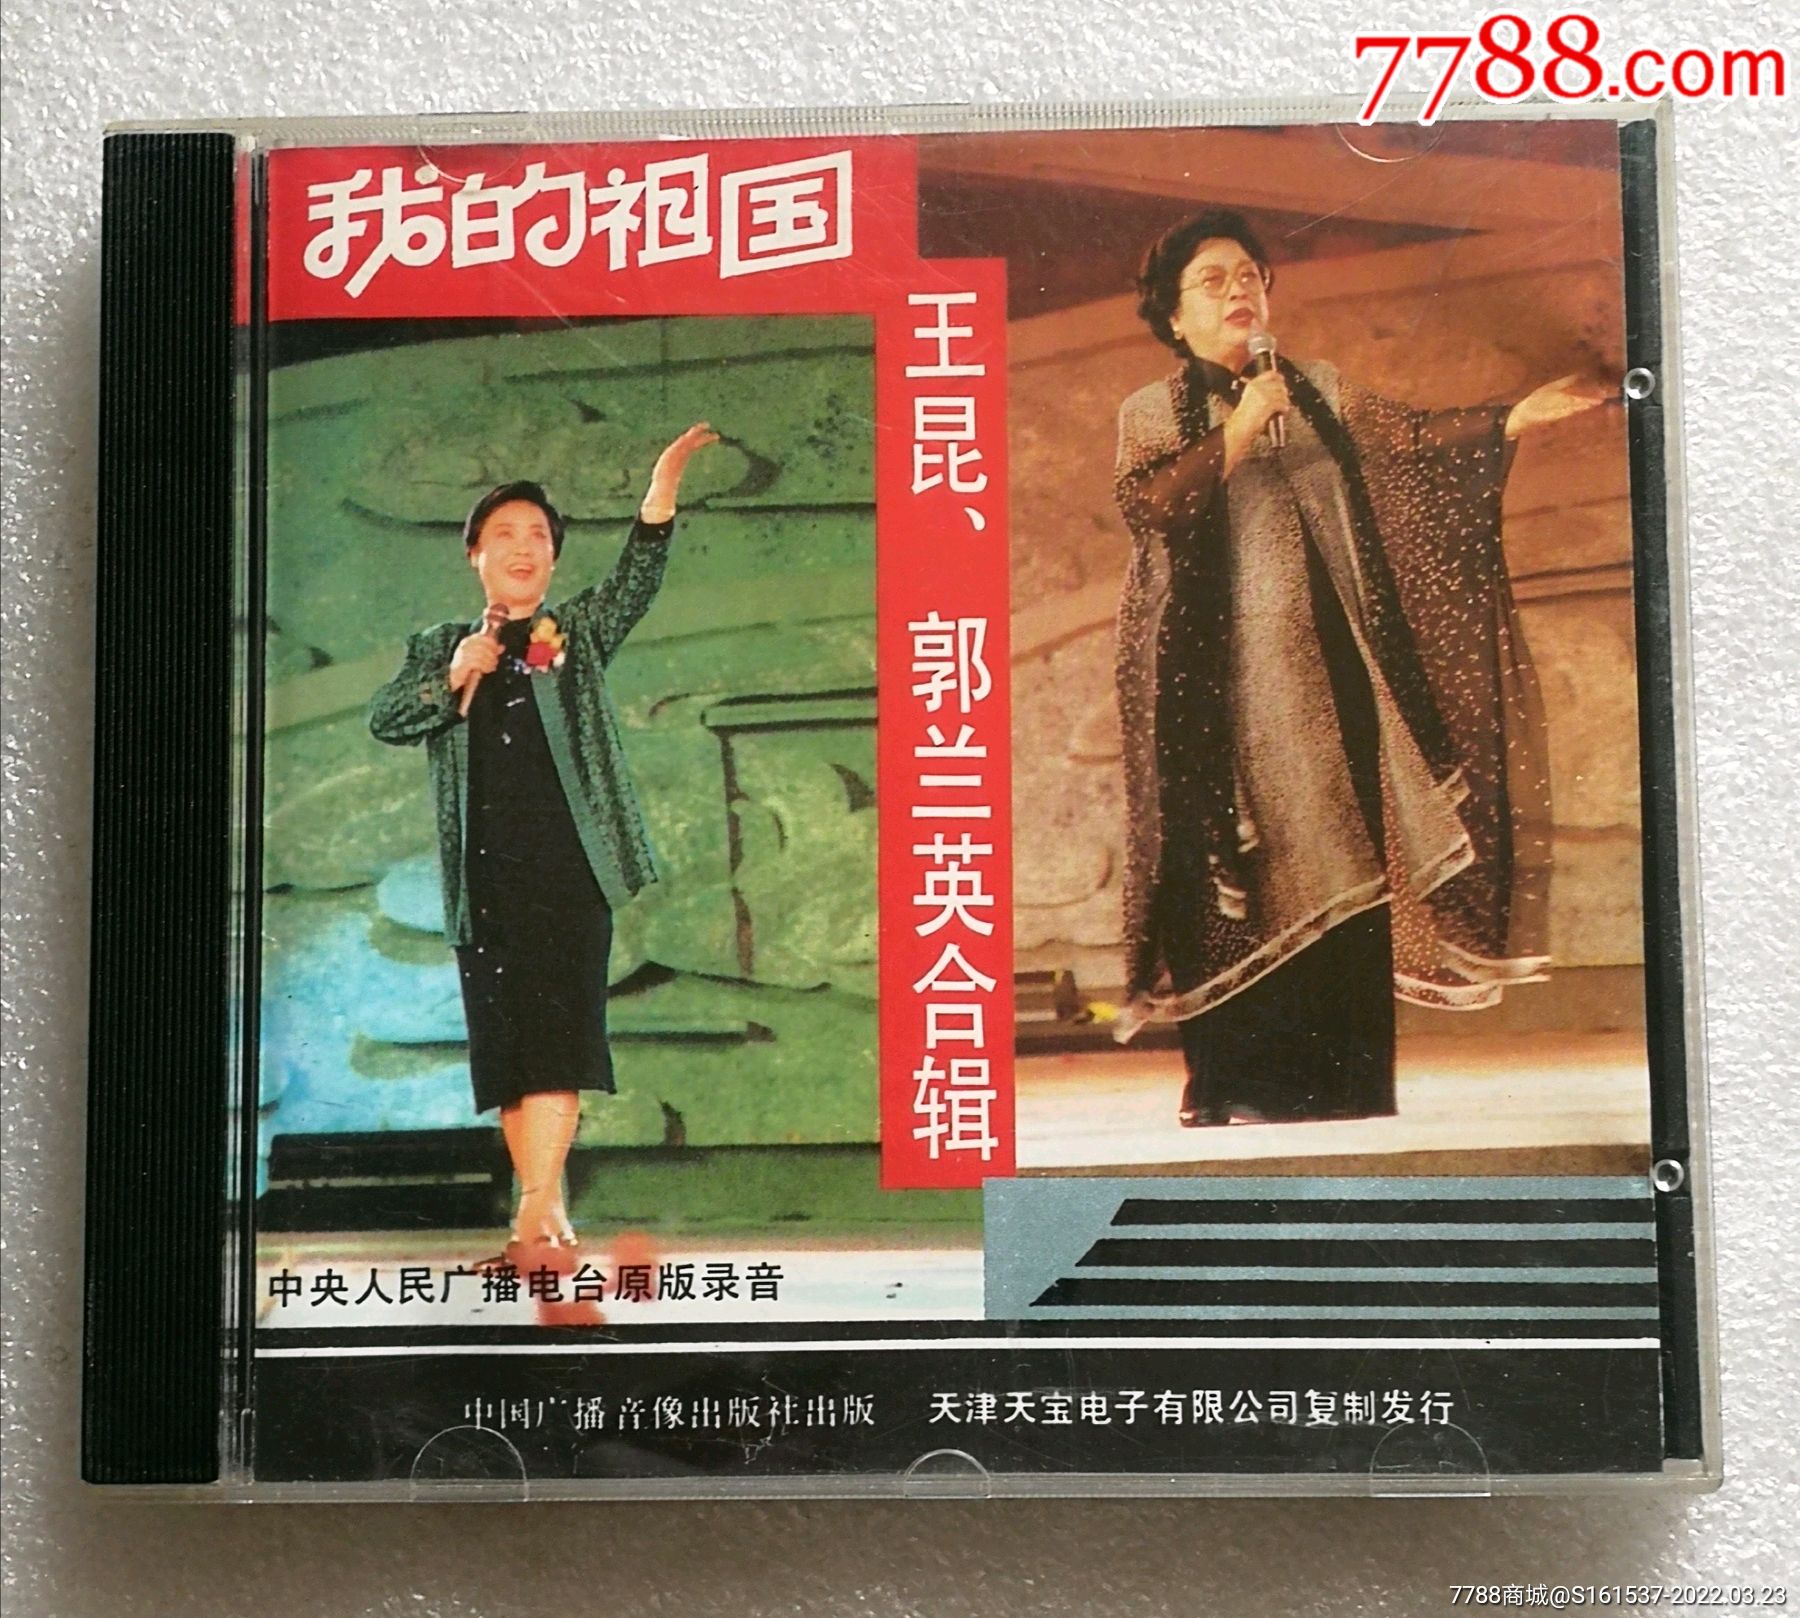 7788.com
我的祖国
王昆、郭兰英合辑
中央人民广播电台原版录音
中国广播音像出版社出版 天津天宝电子有限公司复制发行
7788商城@S161537-2022.03.23